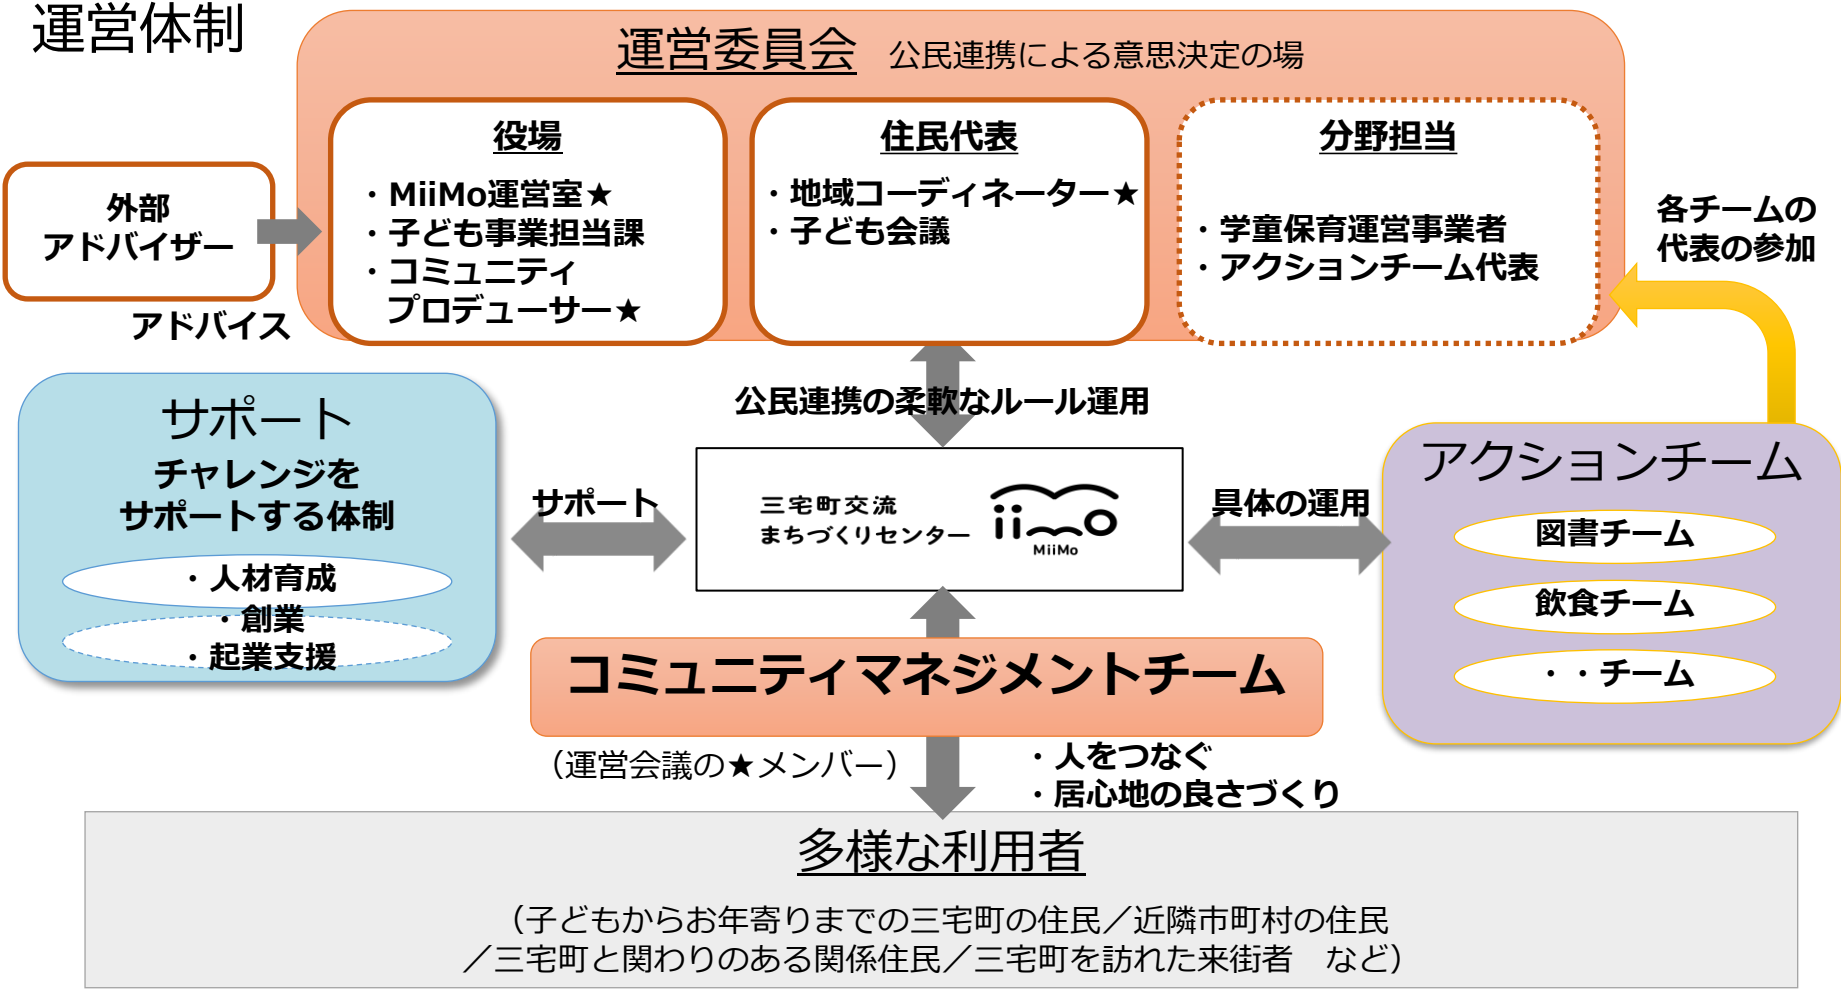 運営体制
運営委員会 公民連携による意思決定の場
役場
・MiiMo運営室★
・子ども事業担当課
・コミュニティ
プロデューサー★
住民代表
・地域コーディネーター★
・子ども会議
分野担当
・学童保育運営事業者
・アクションチーム代表
外部
アドバイザー
アドバイス
各チームの
代表の参加
公民連携の柔軟なルール運用
サポート
チャレンジを
サポートする体制
・人材育成
・創業
・起業支援
サポート
三宅町交流
まちづくりセンター
MiiMo
具体の運用
アクションチーム
図書チーム
飲食チーム
・・チーム
コミュニティマネジメントチーム
（運営会議の★メンバー）
・人をつなぐ
・居心地の良さづくり
多様な利用者
（子どもからお年寄りまでの三宅町の住民／近隣市町村の住民
／三宅町と関わりのある関係住民／三宅町を訪れた来街者　など）